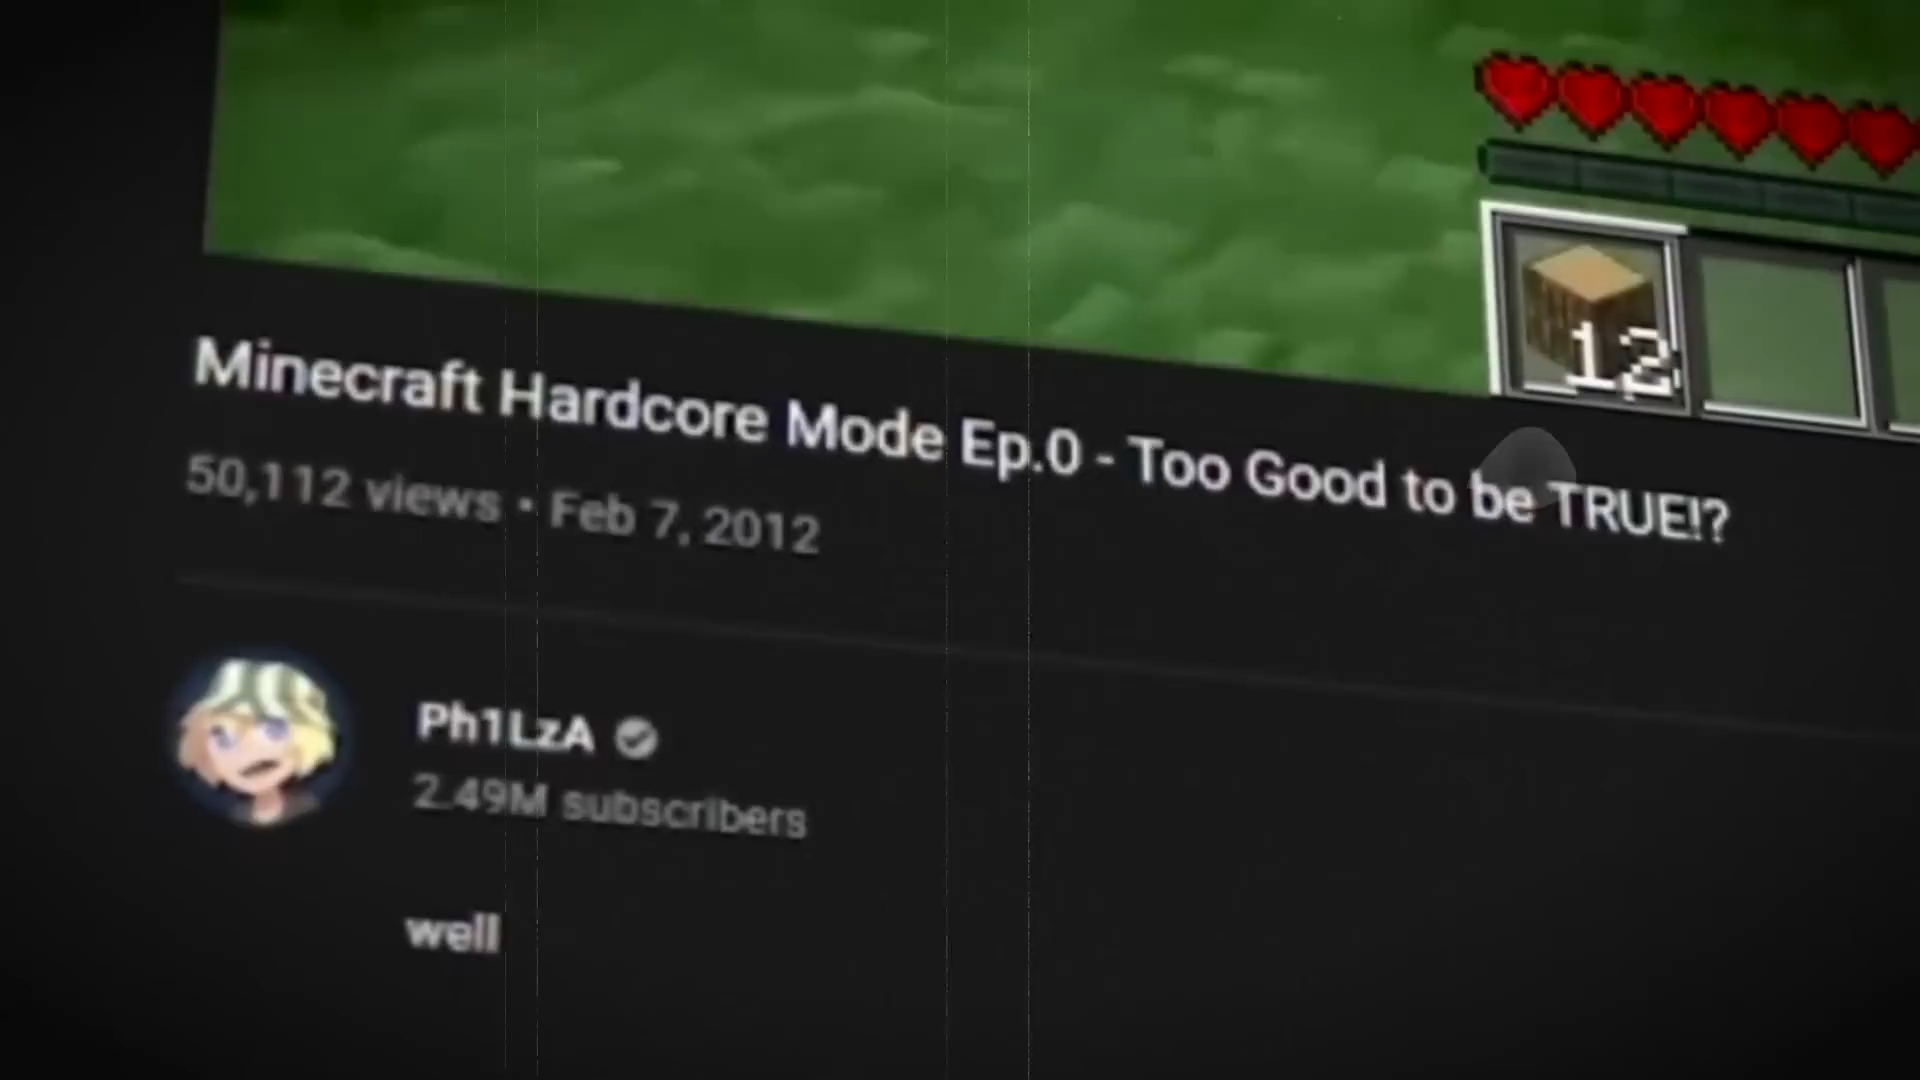 12
Minecraft Hardcore Mode Ep.0 - Too Good to be TRUE!?
50,112 views • Feb 7, 2012
Ph1LzA
2.49M subscribers
well